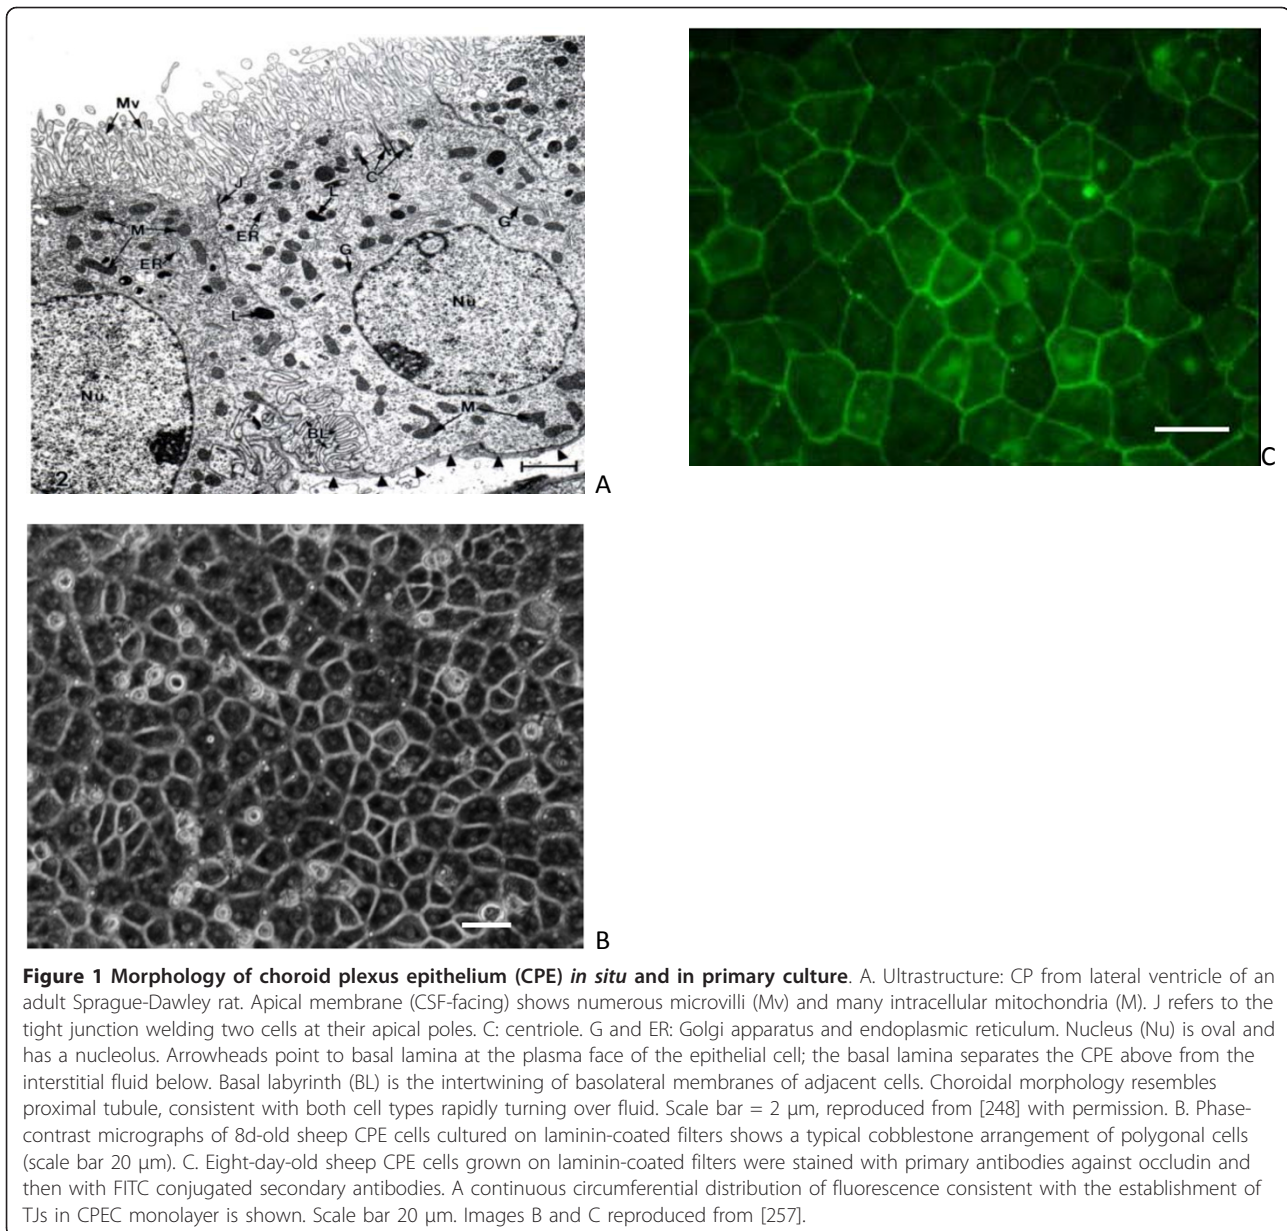 Mv
J
C
L
M
ER
G
G
ER
Nu
L
Nu
M
BL
2
A
C
B
Figure 1 Morphology of choroid plexus epithelium (CPE) in situ and in primary culture. A. Ultrastructure: CP from lateral ventricle of an
adult Sprague-Dawley rat. Apical membrane (CSF-facing) shows numerous microvilli (Mv) and many intracellular mitochondria (M). J refers to the
tight junction welding two cells at their apical poles. C: centriole. G and ER: Golgi apparatus and endoplasmic reticulum. Nucleus (Nu) is oval and
has a nucleolus. Arrowheads point to basal lamina at the plasma face of the epithelial cell; the basal lamina separates the CPE above from the
interstitial fluid below. Basal labyrinth (BL) is the intertwining of basolateral membranes of adjacent cells. Choroidal morphology resembles
proximal tubule, consistent with both cell types rapidly turning over fluid. Scale bar = 2 μm, reproduced from [248] with permission. B. Phase-
contrast micrographs of 8d-old sheep CPE cells cultured on laminin-coated filters shows a typical cobblestone arrangement of polygonal cells
(scale bar 20 μm). C. Eight-day-old sheep CPE cells grown on laminin-coated filters were stained with primary antibodies against occludin and
then with FITC conjugated secondary antibodies. A continuous circumferential distribution of fluorescence consistent with the establishment of
TJs in CPEC monolayer is shown. Scale bar 20 μm. Images B and C reproduced from [257].